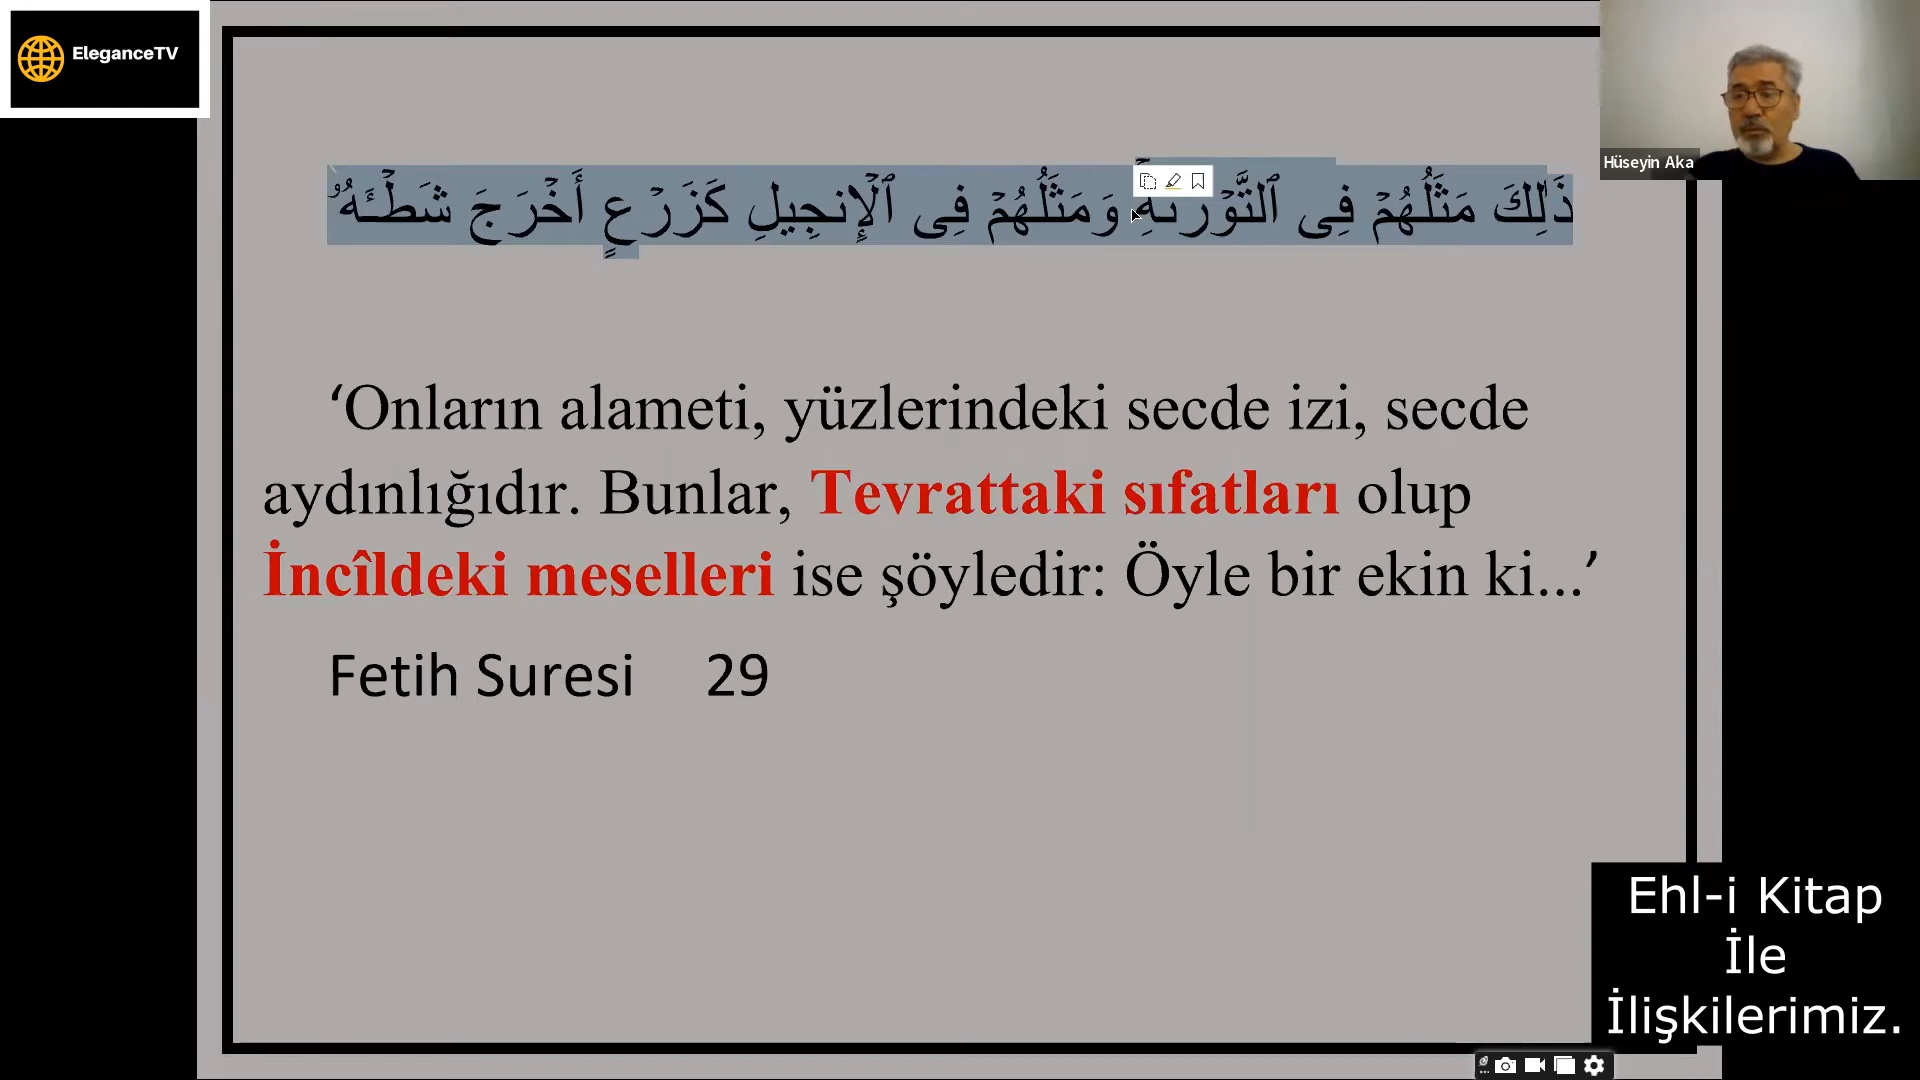 EleganceTV
Hüseyin Aka
ذَٰلِكَ مَثَلُهُمۡ فِى ٱلتَّوۡرَىٰةِۚ وَمَثَلُهُمۡ فِى ٱلۡإِنجِيلِ كَزَرۡعٍ أَخۡرَجَ شَطۡـَٔهُۥ
‘Onların alameti, yüzlerindeki secde izi, secde
aydınlığıdır. Bunlar, Tevrattaki sıfatları olup
İncîldeki meselleri ise şöyledir: Öyle bir ekin ki...’
Fetih Suresi 29
Ehl-i Kitap
İle
İlişkilerimiz.